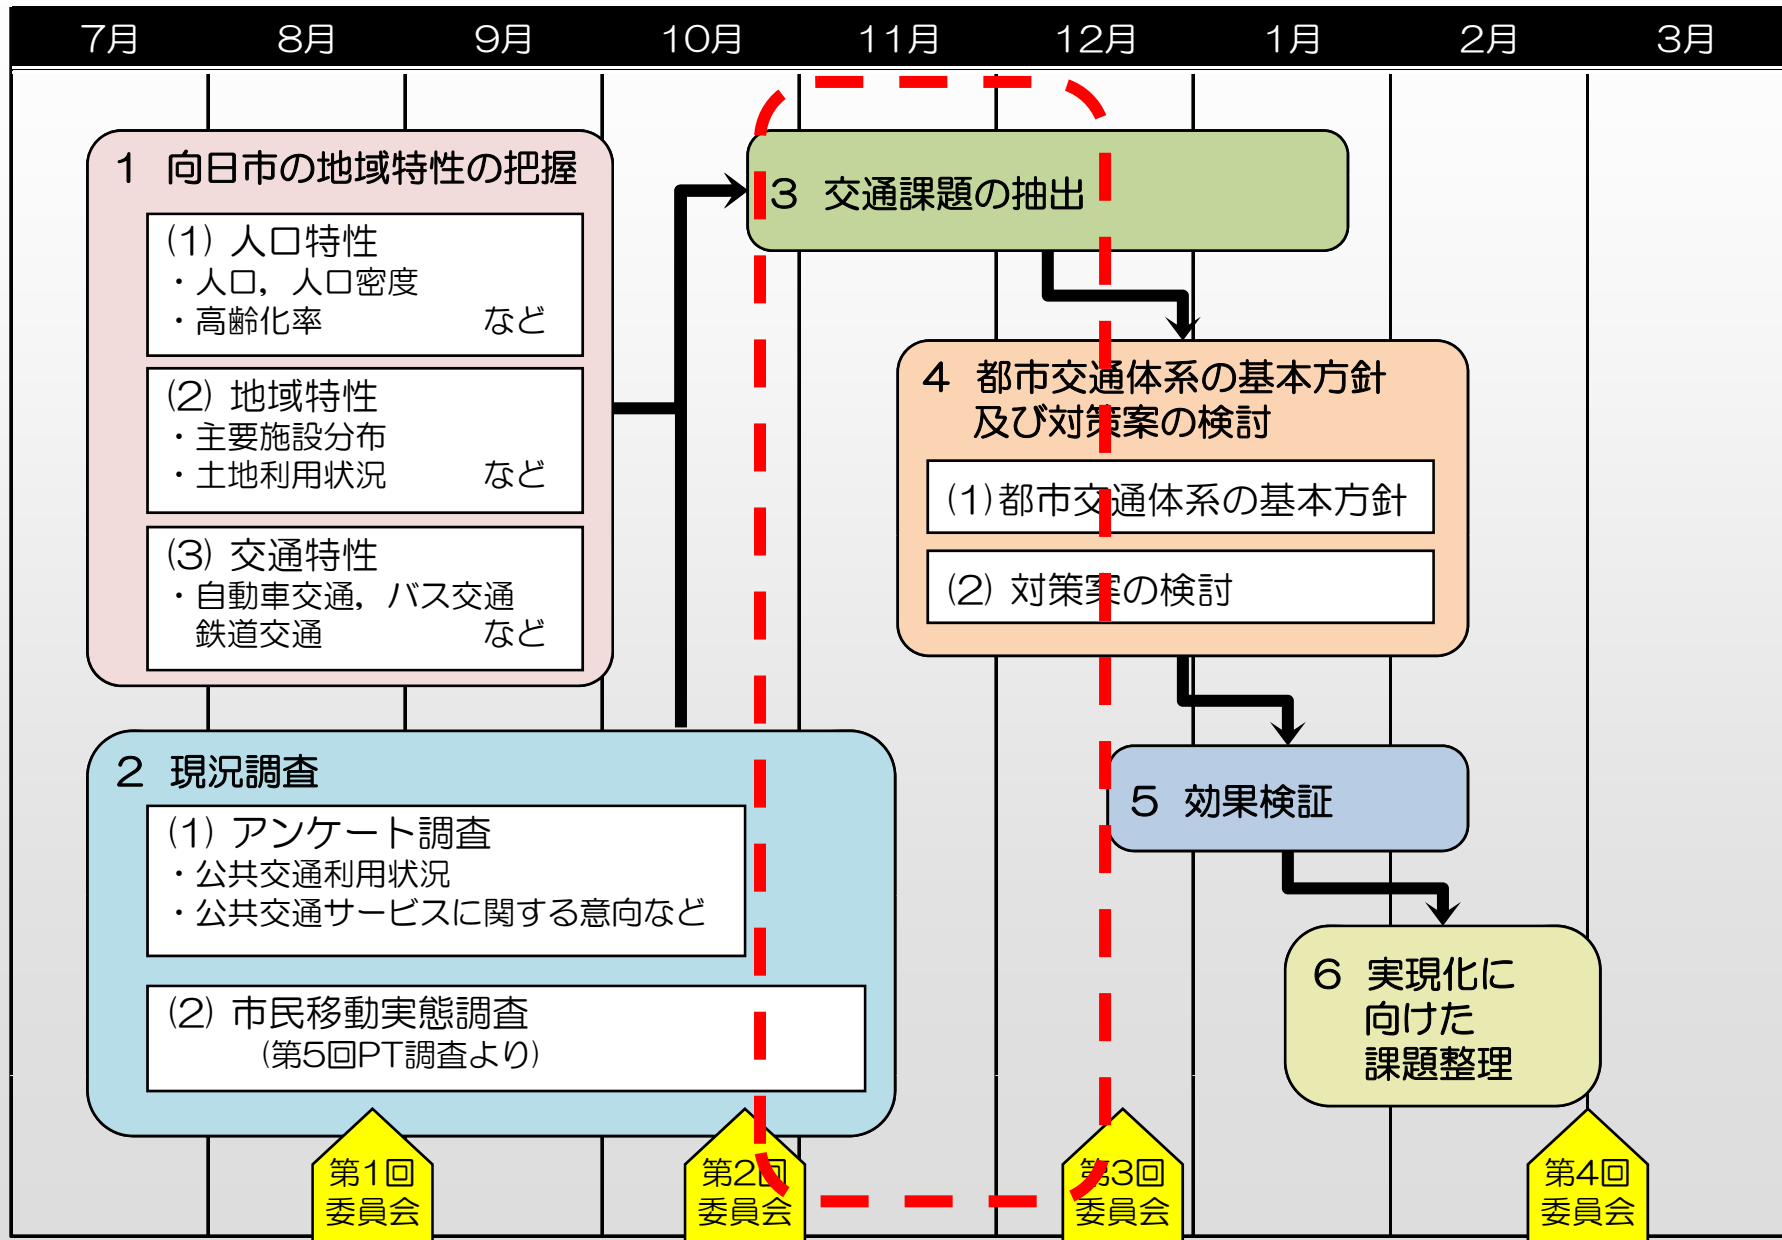 7月 8月 9月 10月 11月 12月 1月 2月 3月
1 向日市の地域特性の把握
(1) 人口特性
・人口，人口密度
・高齢化率 など
(2) 地域特性
・主要施設分布
・土地利用状況 など
(3) 交通特性
・自動車交通，バス交通
鉄道交通 など
2 現況調査
(1) アンケート調査
・公共交通利用状況
・公共交通サービスに関する意向など
(2) 市民移動実態調査
(第5回PT調査より)
3 交通課題の抽出
4 都市交通体系の基本方針
及び対策案の検討
(1)都市交通体系の基本方針
(2) 対策案の検討
5 効果検証
6 実現化に
向けた
課題整理
第1回
委員会
第2回
委員会
第3回
委員会
第4回
委員会